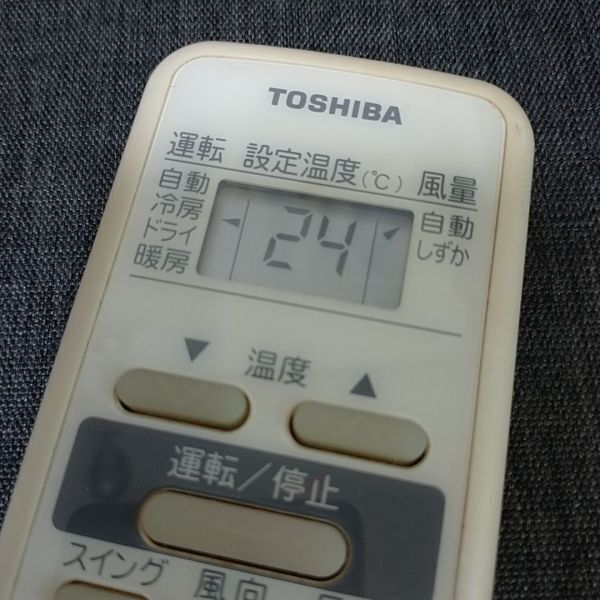 TOSHIBA
運転 設定温度(℃) 風量
自動
冷房
ドライ
暖房
24
自動
しずか
▼ 温度 ▲
運転/停止
スイング 風向